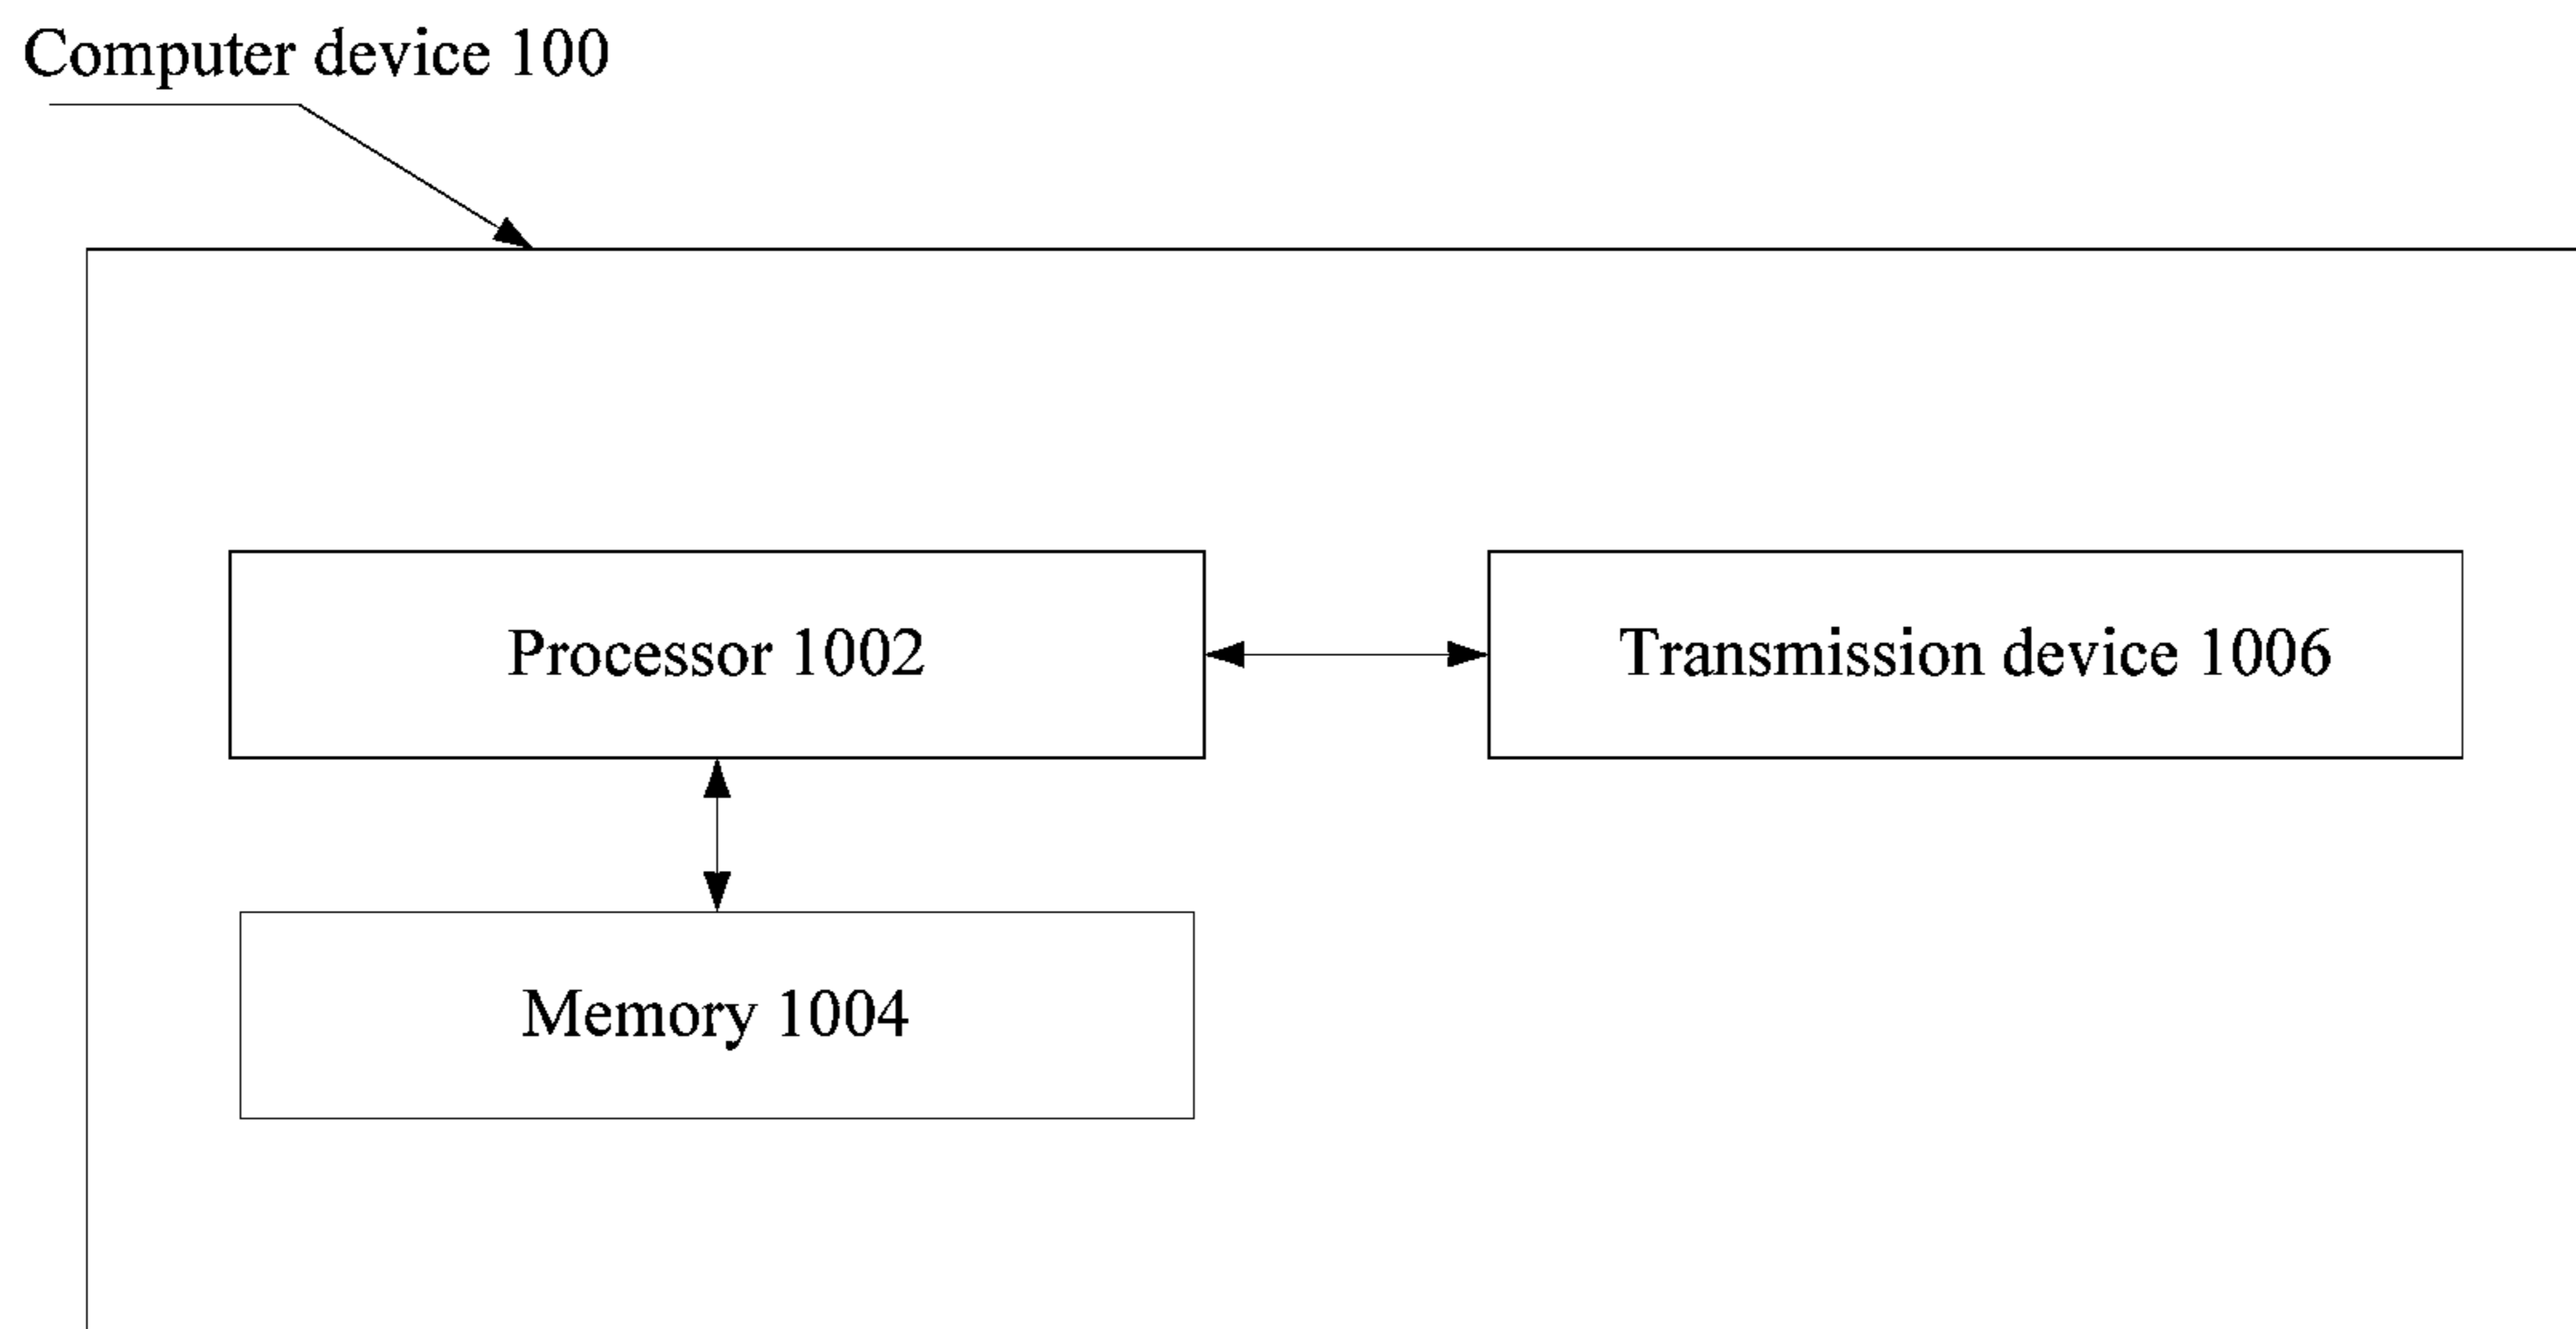 Computer device 100
Processor 1002
Transmission device 1006
Memory 1004